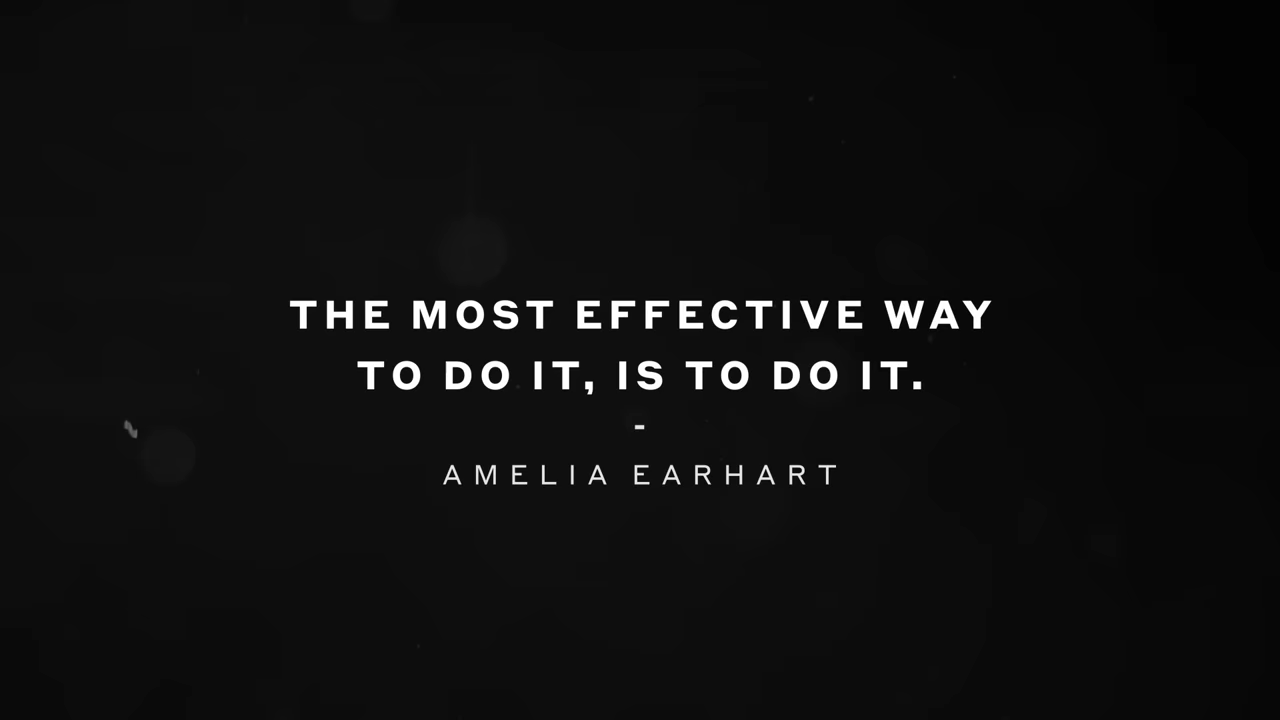 THE MOST EFFECTIVE WAY
TO DO IT, IS TO DO IT.
-
AMELIA EARHART